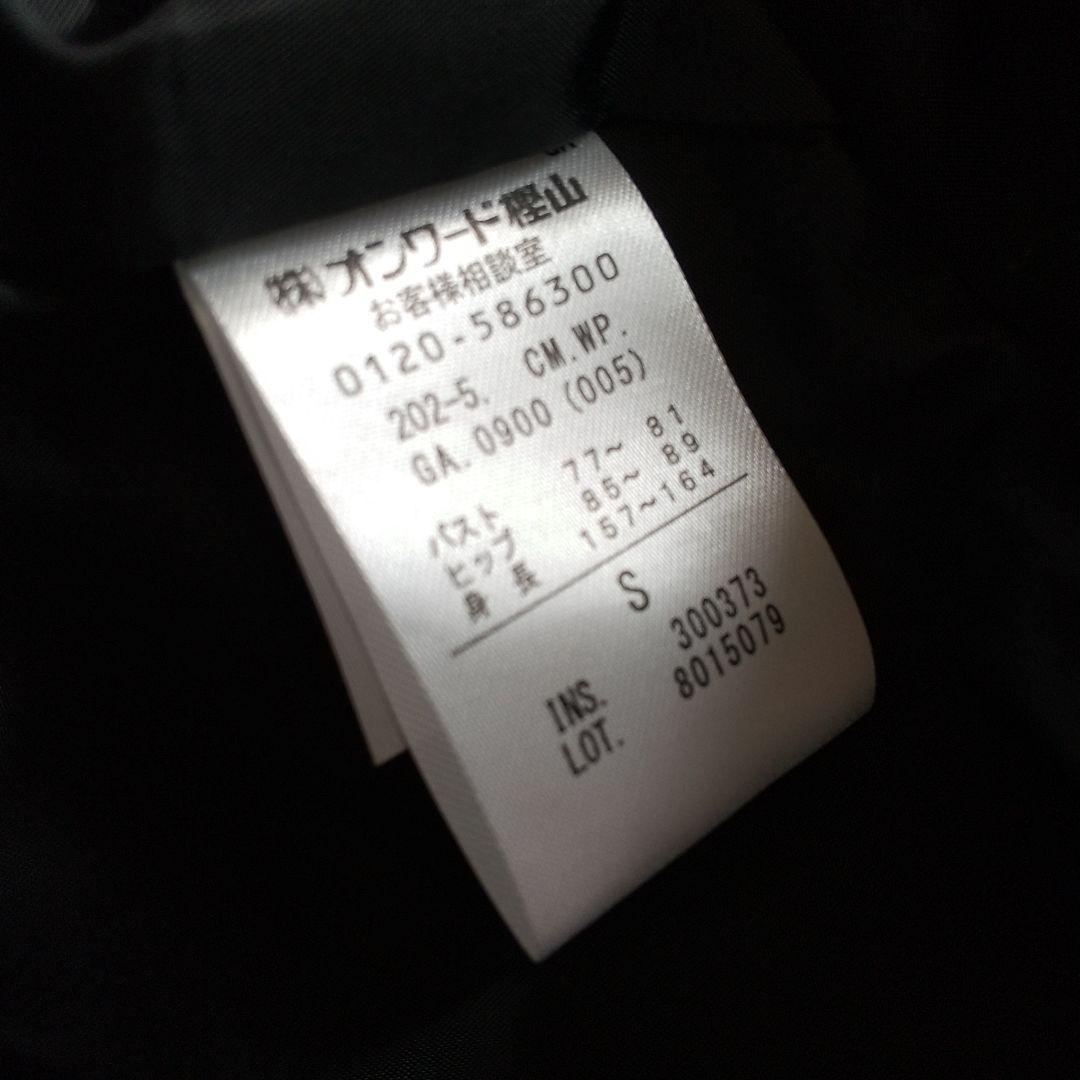 ㈱オンワード樫山
お客様相談室
0120-586300
202-5. CM.WP.
GA.0900 (005)
バスト 77~ 81
ヒップ 85~ 89
身長 157~164
S
INS. 300373
LOT. 8015079